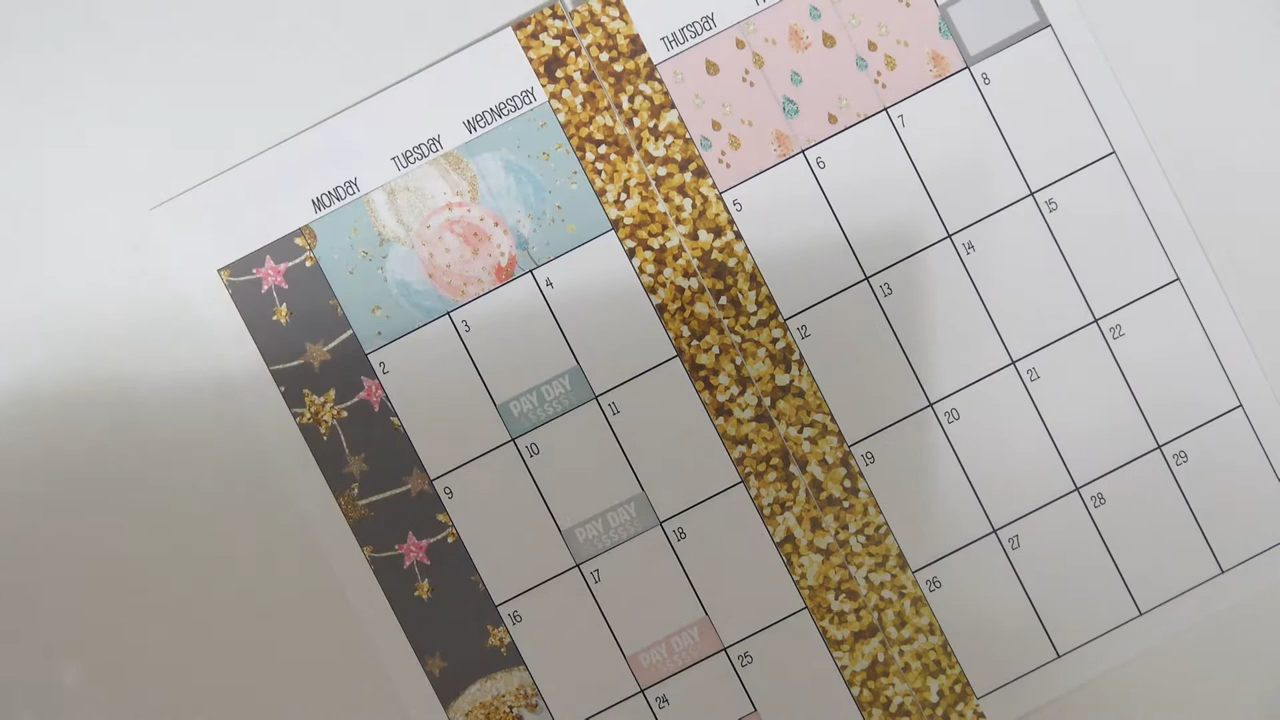 MONDAY TUESDAY WEDNESDAY THURSDAY
2 3 4 5 6 7 8
PAY DAY
$$$$$$
9 10 11 12 13 14 15
PAY DAY
$$$$$$
16 17 18 19 20 21 22
PAY DAY
$$$$$$
24 25 26 27 28 29